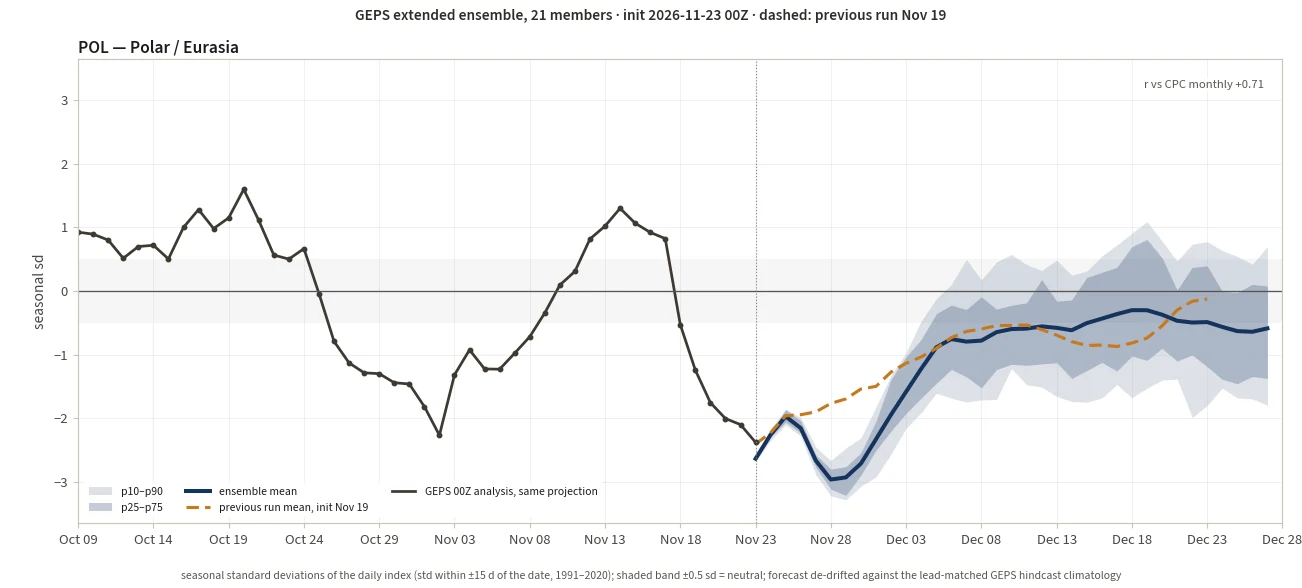 GEPS extended ensemble, 21 members · init 2026-11-23 00Z · dashed: previous run Nov 19
POL — Polar / Eurasia
r vs CPC monthly +0.71
seasonal sd
3
2
1
0
−1
−2
−3
p10–p90
ensemble mean
GEPS 00Z analysis, same projection
p25–p75
previous run mean, init Nov 19
Oct 09
Oct 14
Oct 19
Oct 24
Oct 29
Nov 03
Nov 08
Nov 13
Nov 18
Nov 23
Nov 28
Dec 03
Dec 08
Dec 13
Dec 18
Dec 23
Dec 28
seasonal standard deviations of the daily index (std within ±15 d of the date, 1991–2020); shaded band ±0.5 sd = neutral; forecast de-drifted against the lead-matched GEPS hindcast climatology